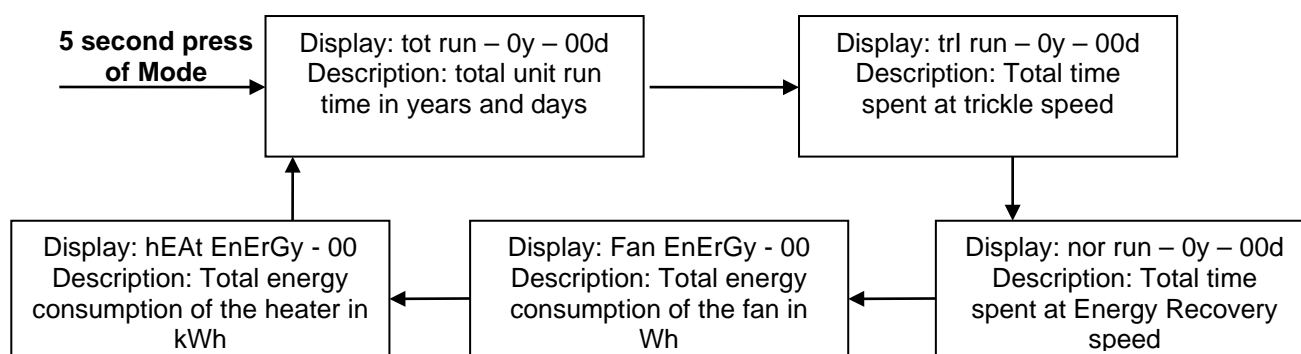 5 second press
of Mode
Display: tot run – 0y – 00d
Description: total unit run
time in years and days
Display: trI run – 0y – 00d
Description: Total time
spent at trickle speed
Display: nor run – 0y – 00d
Description: Total time
spent at Energy Recovery
speed
Display: Fan EnErGy - 00
Description: Total energy
consumption of the fan in
Wh
Display: hEAt EnErGy - 00
Description: Total energy
consumption of the heater in
kWh